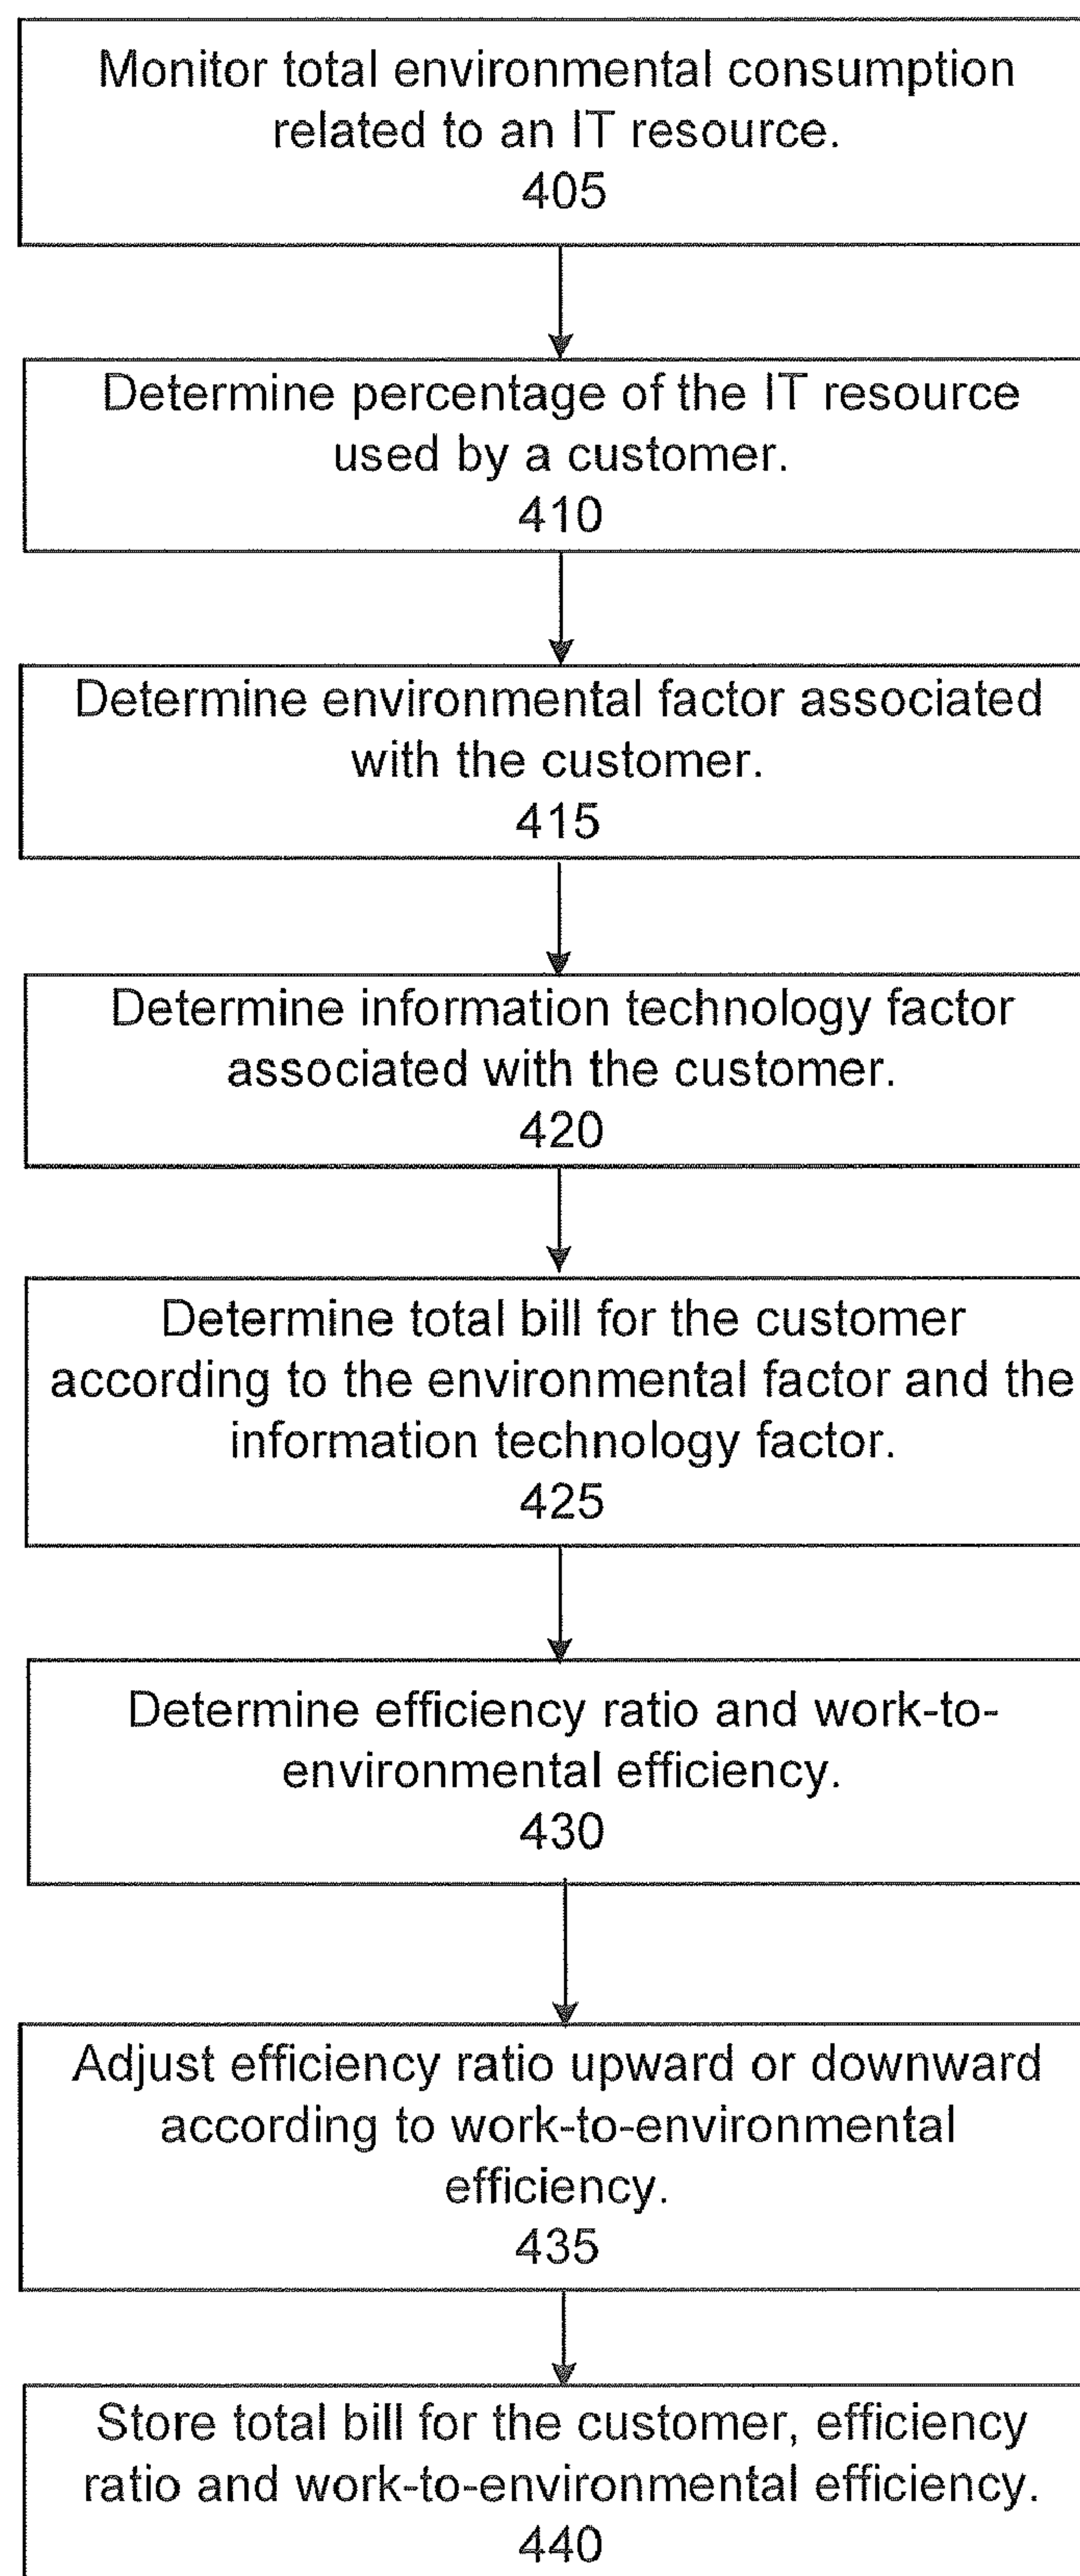 Monitor total environmental consumption
related to an IT resource.
405
Determine percentage of the IT resource
used by a customer.
410
Determine environmental factor associated
with the customer.
415
Determine information technology factor
associated with the customer.
420
Determine total bill for the customer
according to the environmental factor and the
information technology factor.
425
Determine efficiency ratio and work-to-
environmental efficiency.
430
Adjust efficiency ratio upward or downward
according to work-to-environmental
efficiency.
435
Store total bill for the customer, efficiency
ratio and work-to-environmental efficiency.
440